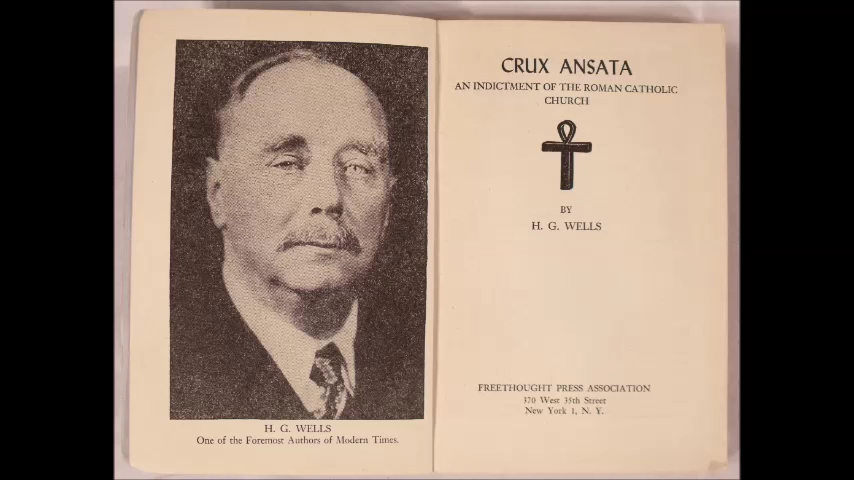 H. G. WELLS
One of the Foremost Authors of Modern Times.
CRUX ANSATA
AN INDICTMENT OF THE ROMAN CATHOLIC
CHURCH
BY
H. G. WELLS
FREETHOUGHT PRESS ASSOCIATION
370 West 35th Street
New York 1, N. Y.